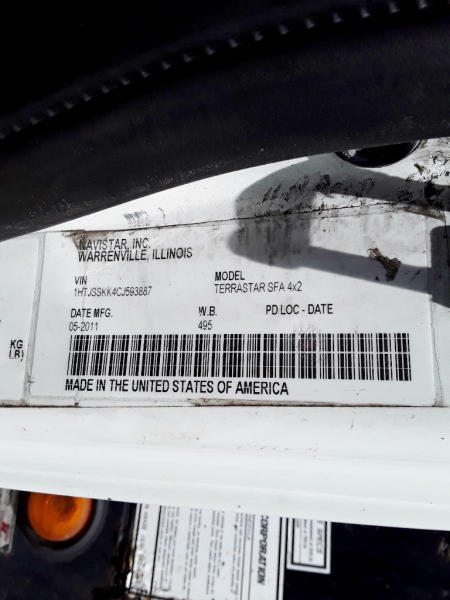 NAVISTAR, INC.
WARRENVILLE, ILLINOIS
VIN MODEL
1HTJSSKK4CJ593887 TERRASTAR SFA 4x2
DATE MFG. W.B. PD LOC - DATE
05-2011 495
KG
MADE IN THE UNITED STATES OF AMERICA
CORPORATION